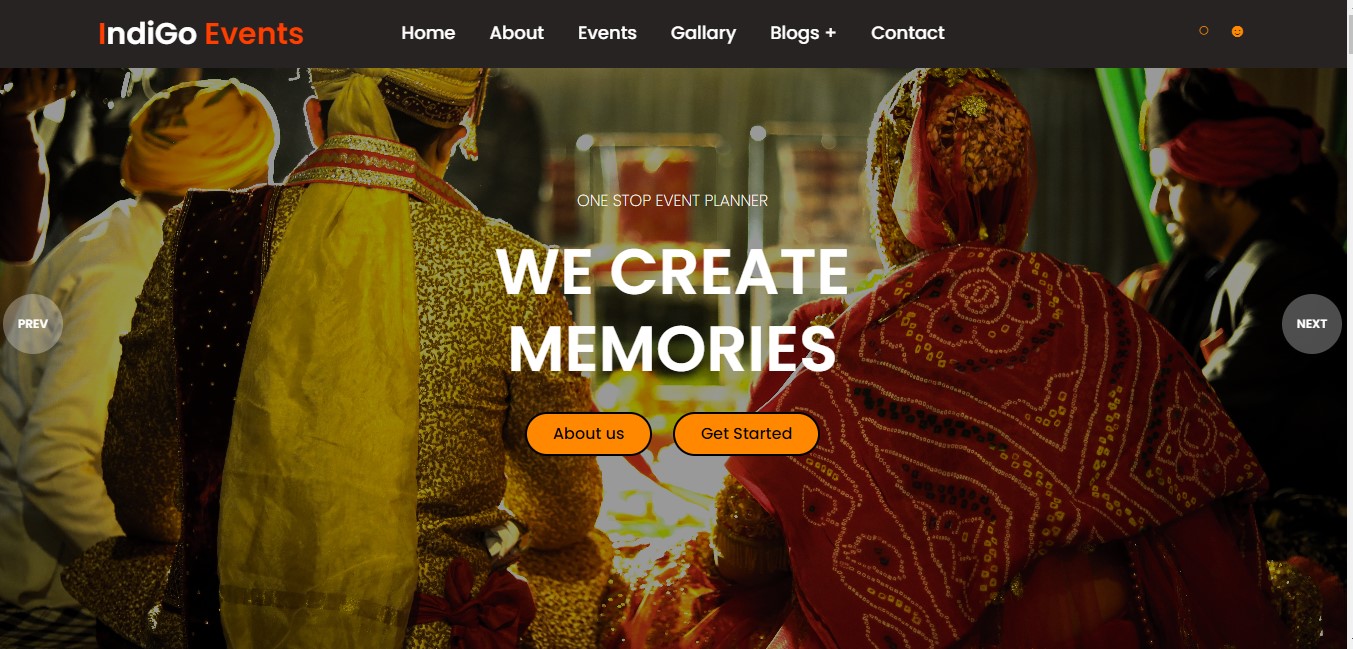 IndiGo Events
Home About Events Gallary Blogs + Contact
ONE STOP EVENT PLANNER
WE CREATE
MEMORIES
PREV
NEXT
About us Get Started